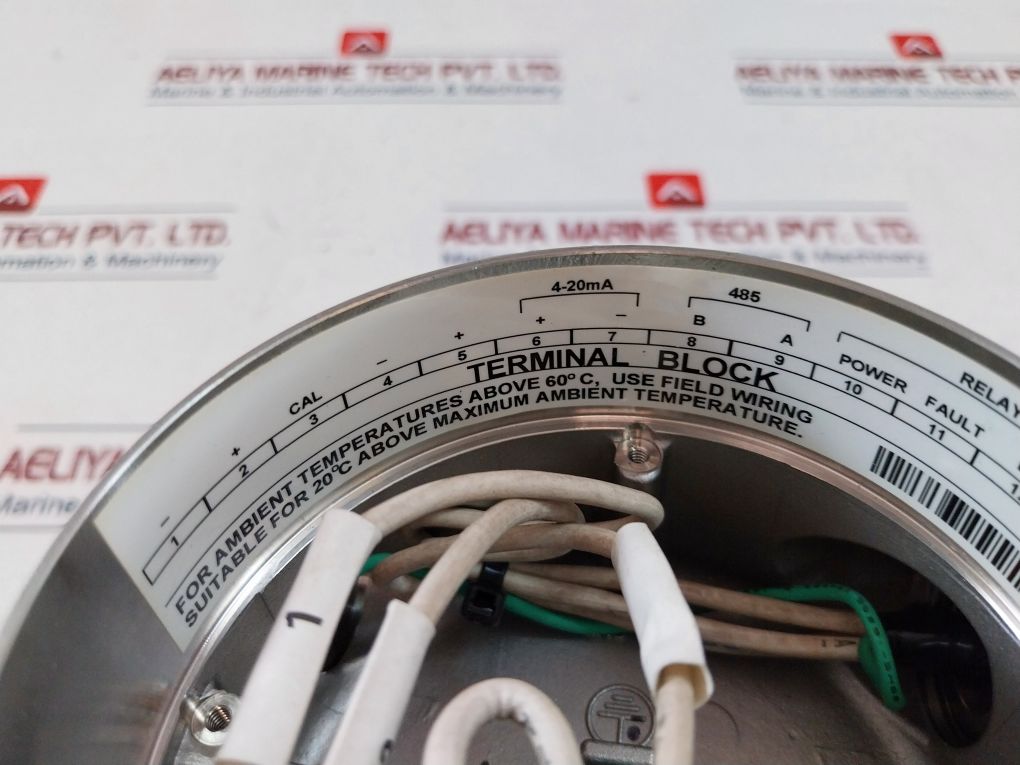 AELIYA MARINE TECH PVT. LTD.
Marine & Industrial Automation & Machinery
AELIYA MARINE TECH PVT. LTD.
Marine & Industrial Automation
TECH PVT. LTD.
& Machinery
AELIYA MARINE TECH PVT. LTD.
Marine & Industrial Automation & Machinery
AELIYA
Marine
4-20mA
485
RELAY
CAL POWER FAULT
- + - + + - B A
1 2 3 4 5 6 7 8 9 10 11
TERMINAL BLOCK
FOR AMBIENT TEMPERATURES ABOVE 60°C, USE FIELD WIRING
SUITABLE FOR 20°C ABOVE MAXIMUM AMBIENT TEMPERATURE.
1